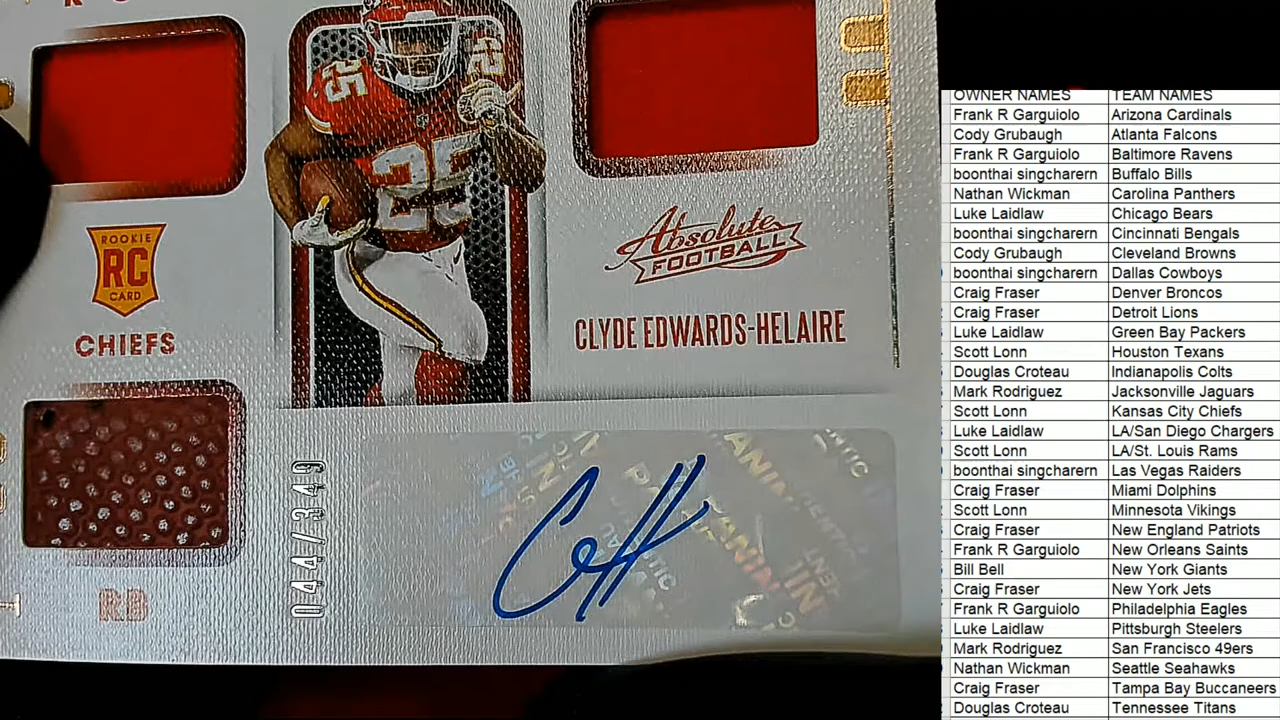 25
25
ROOKIE
RC
CARD
CHIEFS
Absolute
FOOTBALL
CLYDE EDWARDS-HELAIRE
044/349
RB
OWNER NAMES TEAM NAMES
Frank R Garguiolo Arizona Cardinals
Cody Grubaugh Atlanta Falcons
Frank R Garguiolo Baltimore Ravens
boonthai singcharern Buffalo Bills
Nathan Wickman Carolina Panthers
Luke Laidlaw Chicago Bears
boonthai singcharern Cincinnati Bengals
Cody Grubaugh Cleveland Browns
boonthai singcharern Dallas Cowboys
Craig Fraser Denver Broncos
Craig Fraser Detroit Lions
Luke Laidlaw Green Bay Packers
Scott Lonn Houston Texans
Douglas Croteau Indianapolis Colts
Mark Rodriguez Jacksonville Jaguars
Scott Lonn Kansas City Chiefs
Luke Laidlaw LA/San Diego Chargers
Scott Lonn LA/St. Louis Rams
boonthai singcharern Las Vegas Raiders
Craig Fraser Miami Dolphins
Scott Lonn Minnesota Vikings
Craig Fraser New England Patriots
Frank R Garguiolo New Orleans Saints
Bill Bell New York Giants
Craig Fraser New York Jets
Frank R Garguiolo Philadelphia Eagles
Luke Laidlaw Pittsburgh Steelers
Mark Rodriguez San Francisco 49ers
Nathan Wickman Seattle Seahawks
Craig Fraser Tampa Bay Buccaneers
Douglas Croteau Tennessee Titans